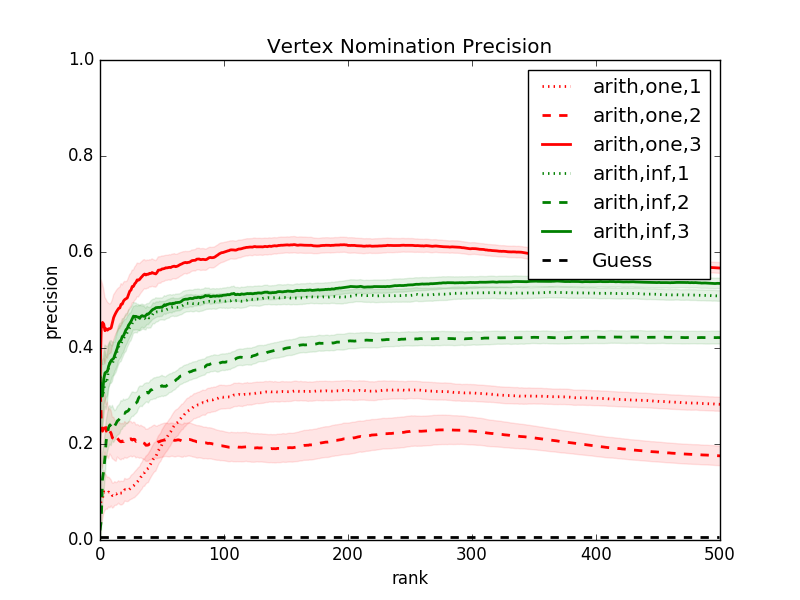 Vertex Nomination Precision
1.0
0.8
0.6
0.4
0.2
0.0
precision
0 100 200 300 400 500
rank
arith,one,1
arith,one,2
arith,one,3
arith,inf,1
arith,inf,2
arith,inf,3
Guess